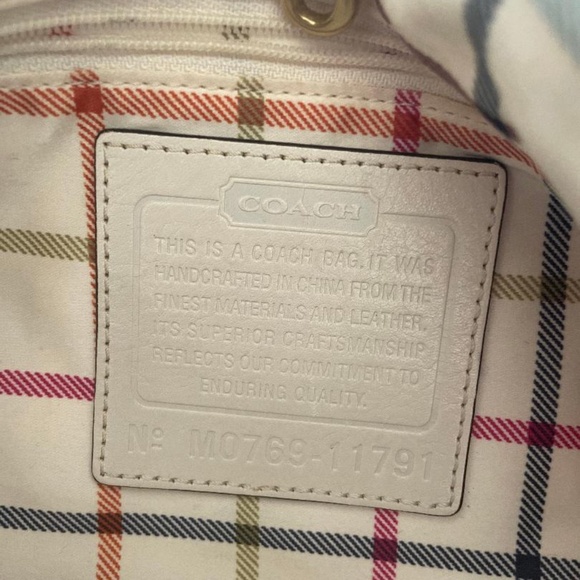 COACH
THIS IS A COACH BAG. IT WAS
HANDCRAFTED IN CHINA FROM THE
FINEST MATERIALS AND LEATHER.
ITS SUPERIOR CRAFTSMANSHIP
REFLECTS OUR COMMITMENT TO
ENDURING QUALITY.
Nº M0769-11791